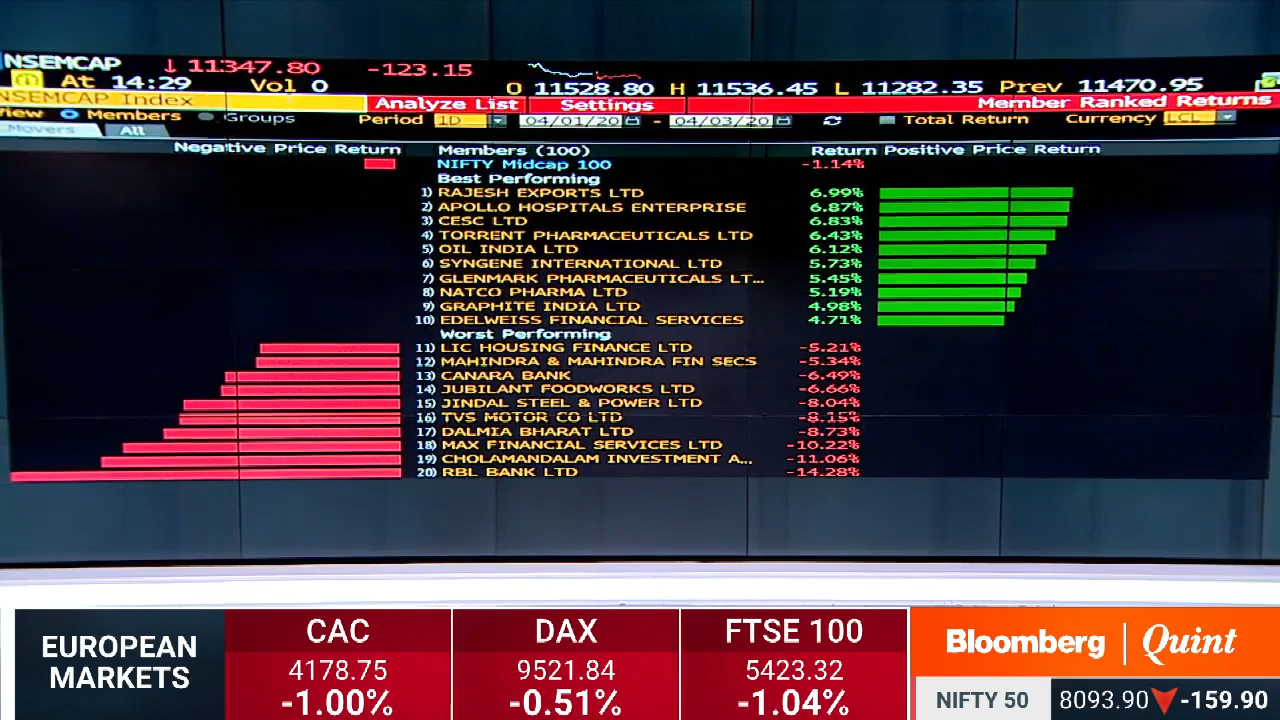 NSEMCAP ↓ 11347.80 -123.15
At 14:29 Vol 0 O 11528.80 H 11536.45 L 11282.35 Prev 11470.95
NSEMCAP Index Analyze List Settings Member Ranked Returns
View Members Groups Period 1D 04/01/20 - 04/03/20 Total Return Currency LCL
Movers All
Negative Price Return Members (100) Return Positive Price Return
NIFTY Midcap 100 -1.14%
Best Performing
1) RAJESH EXPORTS LTD 6.99%
2) APOLLO HOSPITALS ENTERPRISE 6.87%
3) CESC LTD 6.83%
4) TORRENT PHARMACEUTICALS LTD 6.43%
5) OIL INDIA LTD 6.12%
6) SYNGENE INTERNATIONAL LTD 5.73%
7) GLENMARK PHARMACEUTICALS LT... 5.45%
8) NATCO PHARMA LTD 5.19%
9) GRAPHITE INDIA LTD 4.98%
10) EDELWEISS FINANCIAL SERVICES 4.71%
Worst Performing
11) LIC HOUSING FINANCE LTD -5.21%
12) MAHINDRA & MAHINDRA FIN SECS -5.34%
13) CANARA BANK -6.49%
14) JUBILANT FOODWORKS LTD -6.66%
15) JINDAL STEEL & POWER LTD -8.04%
16) TVS MOTOR CO LTD -8.15%
17) DALMIA BHARAT LTD -8.73%
18) MAX FINANCIAL SERVICES LTD -10.22%
19) CHOLAMANDALAM INVESTMENT A... -11.06%
20) RBL BANK LTD -14.28%
EUROPEAN MARKETS
CAC
4178.75
-1.00%
DAX
9521.84
-0.51%
FTSE 100
5423.32
-1.04%
Bloomberg | Quint
NIFTY 50 8093.90 ▼ -159.90